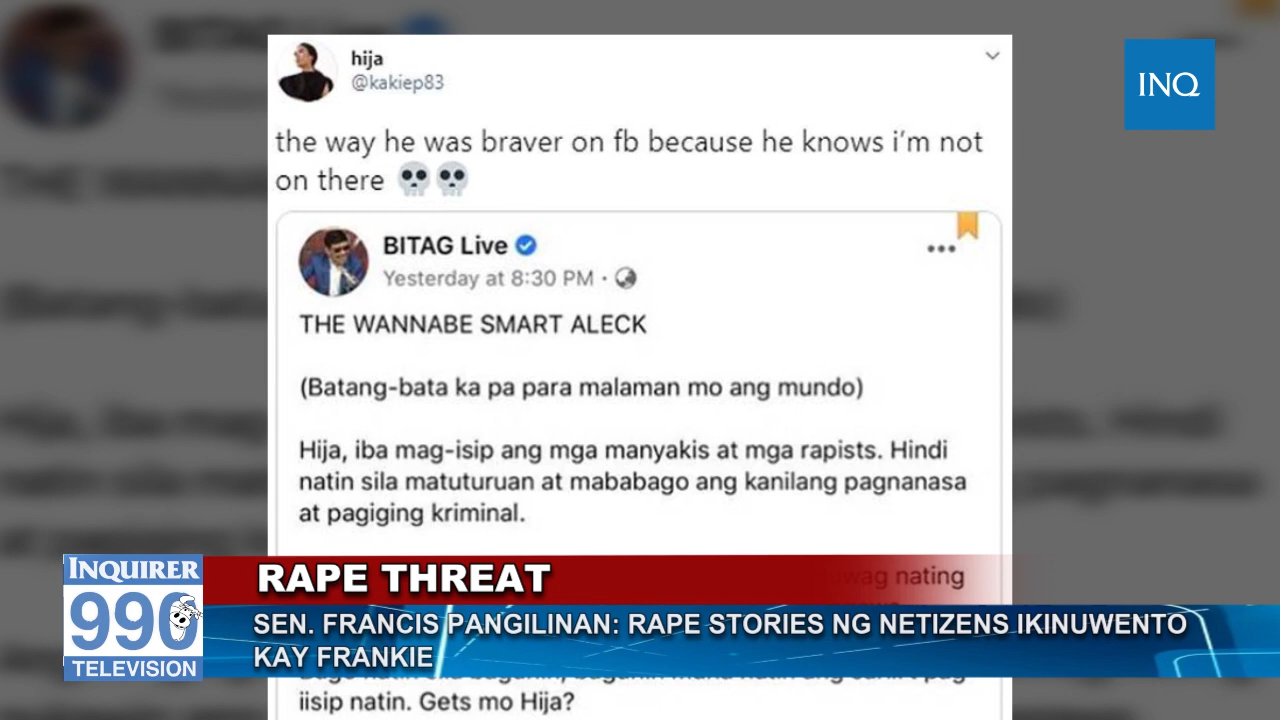 hija
@kakiep83
INQ
the way he was braver on fb because he knows i’m not
on there 💀💀
BITAG Live
Yesterday at 8:30 PM ·
THE WANNABE SMART ALECK
(Batang-bata ka pa para malaman mo ang mundo)
Hija, iba mag-isip ang mga manyakis at mga rapists. Hindi
natin sila matuturuan at mababago ang kanilang pagnanasa
at pagiging kriminal.
wag nating
INQUIRER
990
TELEVISION
RAPE THREAT
SEN. FRANCIS PANGILINAN: RAPE STORIES NG NETIZENS IKINUWENTO
KAY FRANKIE
iisip natin. Gets mo Hija?